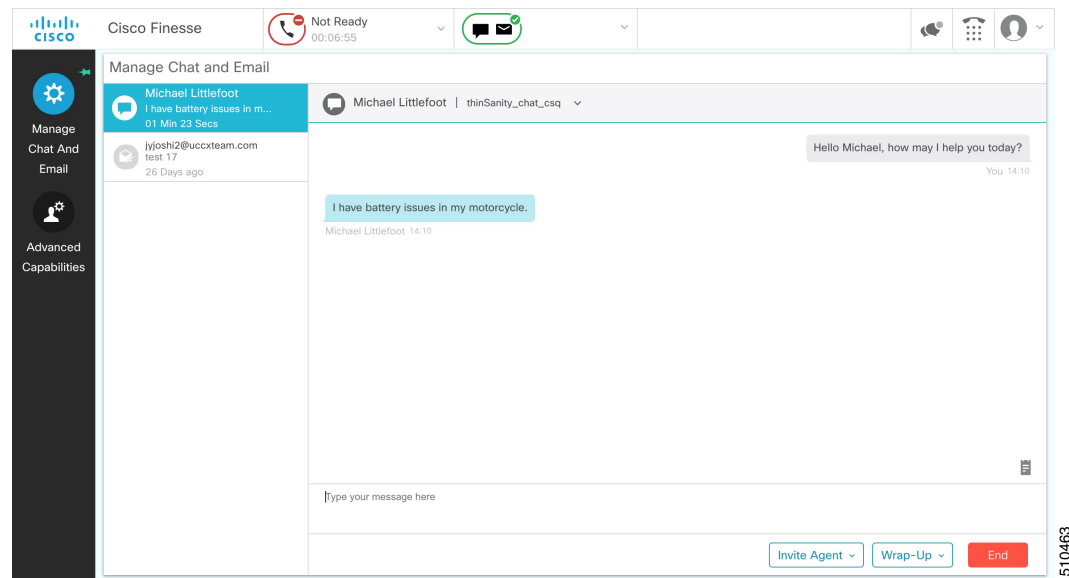 CISCO
Cisco Finesse
Not Ready
00:06:55
Manage
Chat And
Email
Advanced
Capabilities
Manage Chat and Email
Michael Littlefoot
I have battery issues in m...
01 Min 23 Secs
jyjoshi2@uccxteam.com
test 17
26 Days ago
Michael Littlefoot | thinSanity_chat_csq
Hello Michael, how may I help you today?
You 14:10
I have battery issues in my motorcycle.
Michael Littlefoot 14:10
Type your message here
Invite Agent
Wrap-Up
End
510463